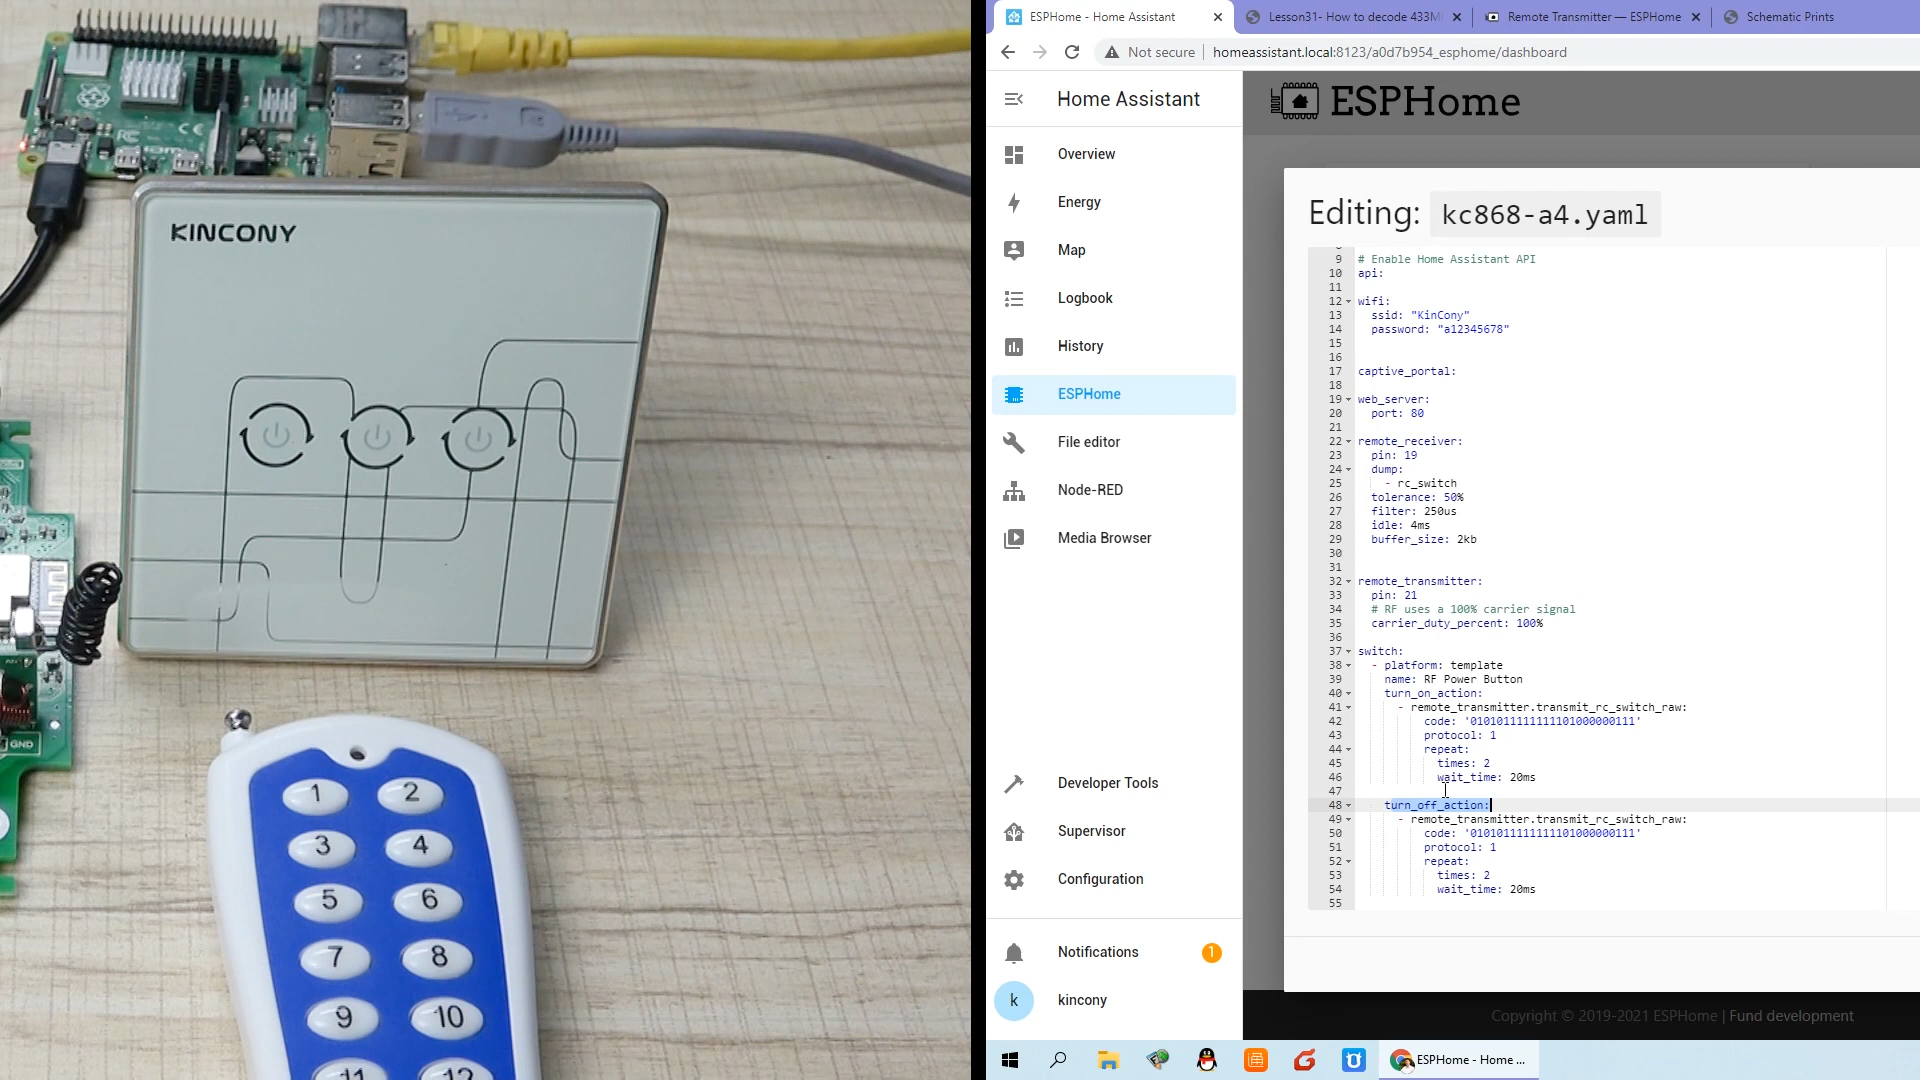 KINCONY
GND
1
2
3
4
5
6
7
8
9
10
11
12
ESPHome - Home Assistant
Lesson31- How to decode 433M
Remote Transmitter — ESPHome
Schematic Prints
Not secure
homeassistant.local:8123/a0d7b954_esphome/dashboard
Home Assistant
Overview
Energy
Map
Logbook
History
ESPHome
File editor
Node-RED
Media Browser
Developer Tools
Supervisor
Configuration
Notifications 1
k kincony
ESPHome
Editing: kc868-a4.yaml
9 # Enable Home Assistant API
10 api:
11
12 wifi:
13 ssid: "KinCony"
14 password: "a12345678"
15
16
17 captive_portal:
18
19 web_server:
20 port: 80
21
22 remote_receiver:
23 pin: 19
24 dump:
25 - rc_switch
26 tolerance: 50%
27 filter: 250us
28 idle: 4ms
29 buffer_size: 2kb
30
31
32 remote_transmitter:
33 pin: 21
34 # RF uses a 100% carrier signal
35 carrier_duty_percent: 100%
36
37 switch:
38 - platform: template
39 name: RF Power Button
40 turn_on_action:
41 - remote_transmitter.transmit_rc_switch_raw:
42 code: '0101011111111101000000111'
43 protocol: 1
44 repeat:
45 times: 2
46 wait_time: 20ms
47
48 turn_off_action:
49 - remote_transmitter.transmit_rc_switch_raw:
50 code: '0101011111111101000000111'
51 protocol: 1
52 repeat:
53 times: 2
54 wait_time: 20ms
55
Copyright © 2019-2021 ESPHome | Fund development
ESPHome - Home ...